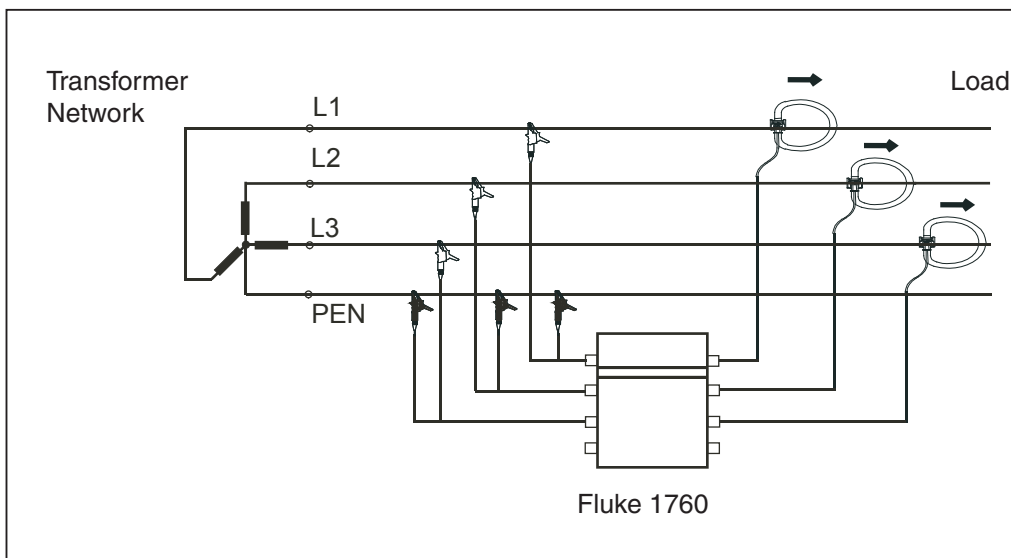 Transformer
Network
Load
L1
L2
L3
PEN
Fluke 1760